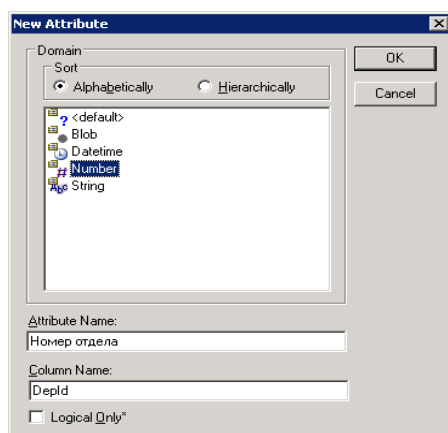 New Attribute
Domain
Sort
Alphabetically
Hierarchically
OK
Cancel
<default>
Blob
Datetime
Number
String
Attribute Name:
Номер отдела
Column Name:
DepId
Logical Only*